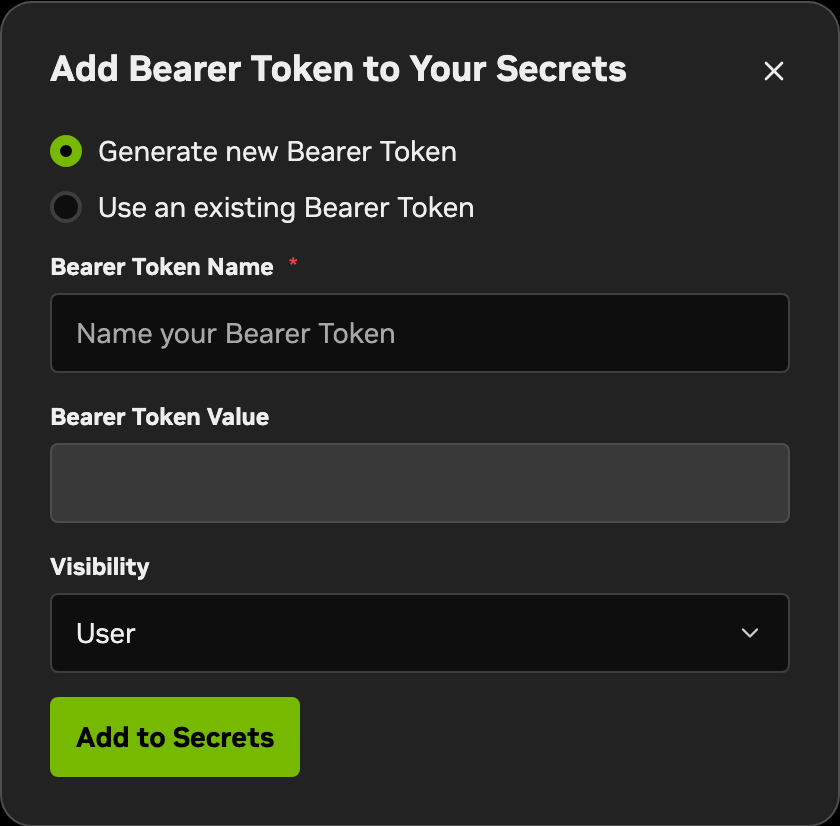 Add Bearer Token to Your Secrets
Generate new Bearer Token
Use an existing Bearer Token
Bearer Token Name *
Name your Bearer Token
Bearer Token Value
Visibility
User
Add to Secrets